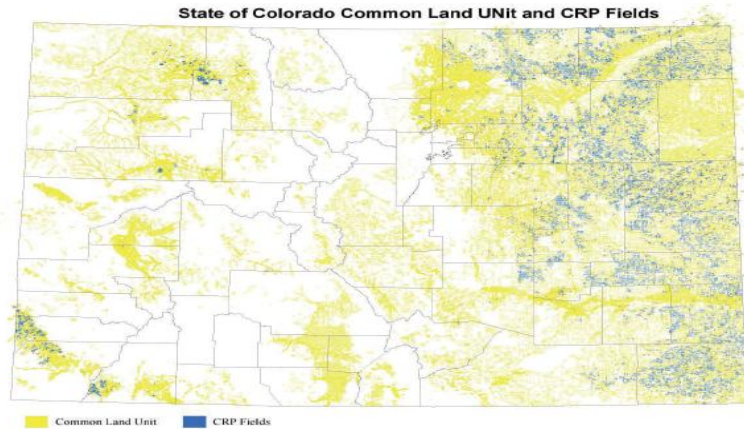 State of Colorado Common Land UNit and CRP Fields
Common Land Unit
CRP Fields